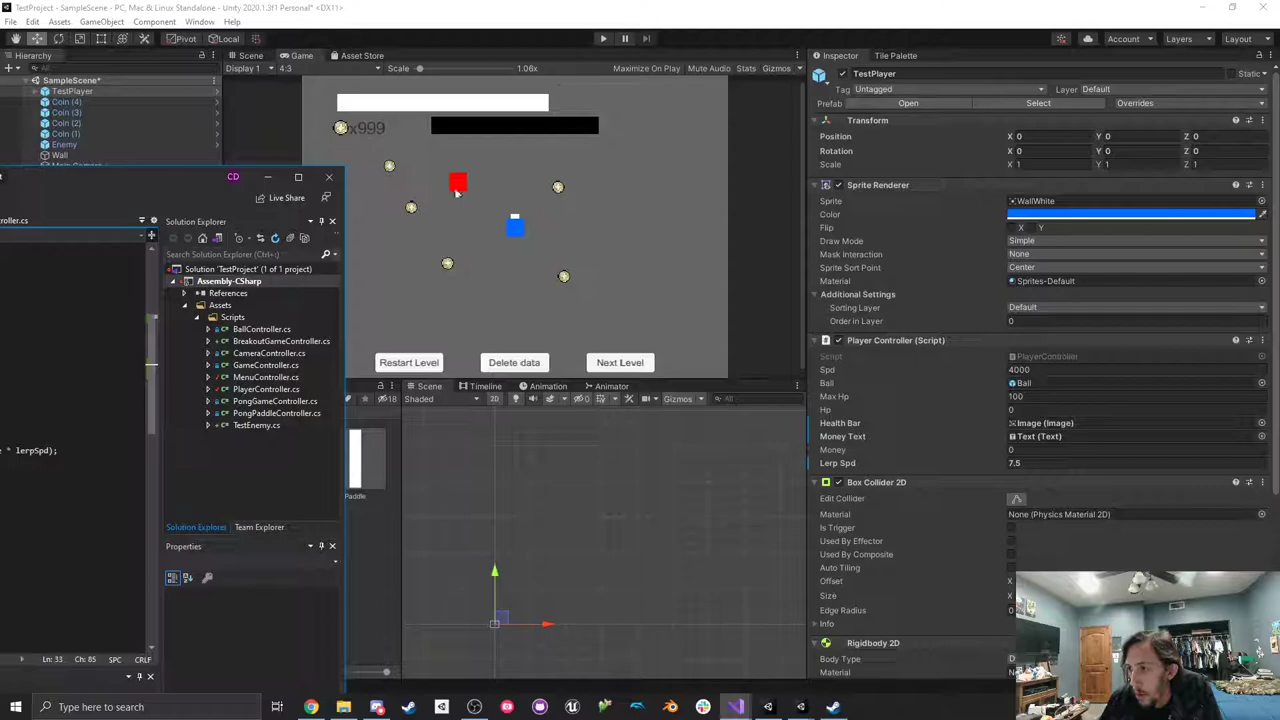 TestProject - SampleScene - PC, Mac & Linux Standalone - Unity 2020.1.3f1 Personal* <DX11>
File Edit Assets GameObject Component Window Help
Pivot Local Account Layers Layout
Hierarchy Scene Game Asset Store Inspector Tile Palette
Display 1 4:3 Scale 1.06x Maximize On Play Mute Audio Stats Gizmos
All
SampleScene*
TestPlayer
Coin (4)
Coin (3)
Coin (2)
Coin (1)
Enemy
Wall
x999
Restart Level
Delete data
Next Level
CD
Live Share
roller.cs
Solution Explorer
Search Solution Explorer (Ctrl+;)
Solution 'TestProject' (1 of 1 project)
Assembly-CSharp
References
Assets
Scripts
BallController.cs
BreakoutGameController.cs
CameraController.cs
GameController.cs
MenuController.cs
PlayerController.cs
PongGameController.cs
PongPaddleController.cs
TestEnemy.cs
* lerpSpd);
Solution Explorer Team Explorer
Properties
Ln: 33 Ch: 85 SPC CRLF
18
Paddle
Scene Timeline Animation Animator
Shaded 2D 0 Gizmos All
TestPlayer Static
Tag Untagged Layer Default
Prefab Open Select Overrides
Transform
Position X 0 Y 0 Z 0
Rotation X 0 Y 0 Z 0
Scale X 1 Y 1 Z 1
Sprite Renderer
Sprite WallWhite
Color
Flip X Y
Draw Mode Simple
Mask Interaction None
Sprite Sort Point Center
Material Sprites-Default
Additional Settings
Sorting Layer Default
Order in Layer 0
Player Controller (Script)
Script PlayerController
Spd 4000
Ball Ball
Max Hp 100
Hp 0
Health Bar Image (Image)
Money Text Text (Text)
Money 0
Lerp Spd 7.5
Box Collider 2D
Edit Collider
Material None (Physics Material 2D)
Is Trigger
Used By Effector
Used By Composite
Auto Tiling
Offset X
Size X
Edge Radius 0
Info
Rigidbody 2D
Body Type D
Material N
Type here to search